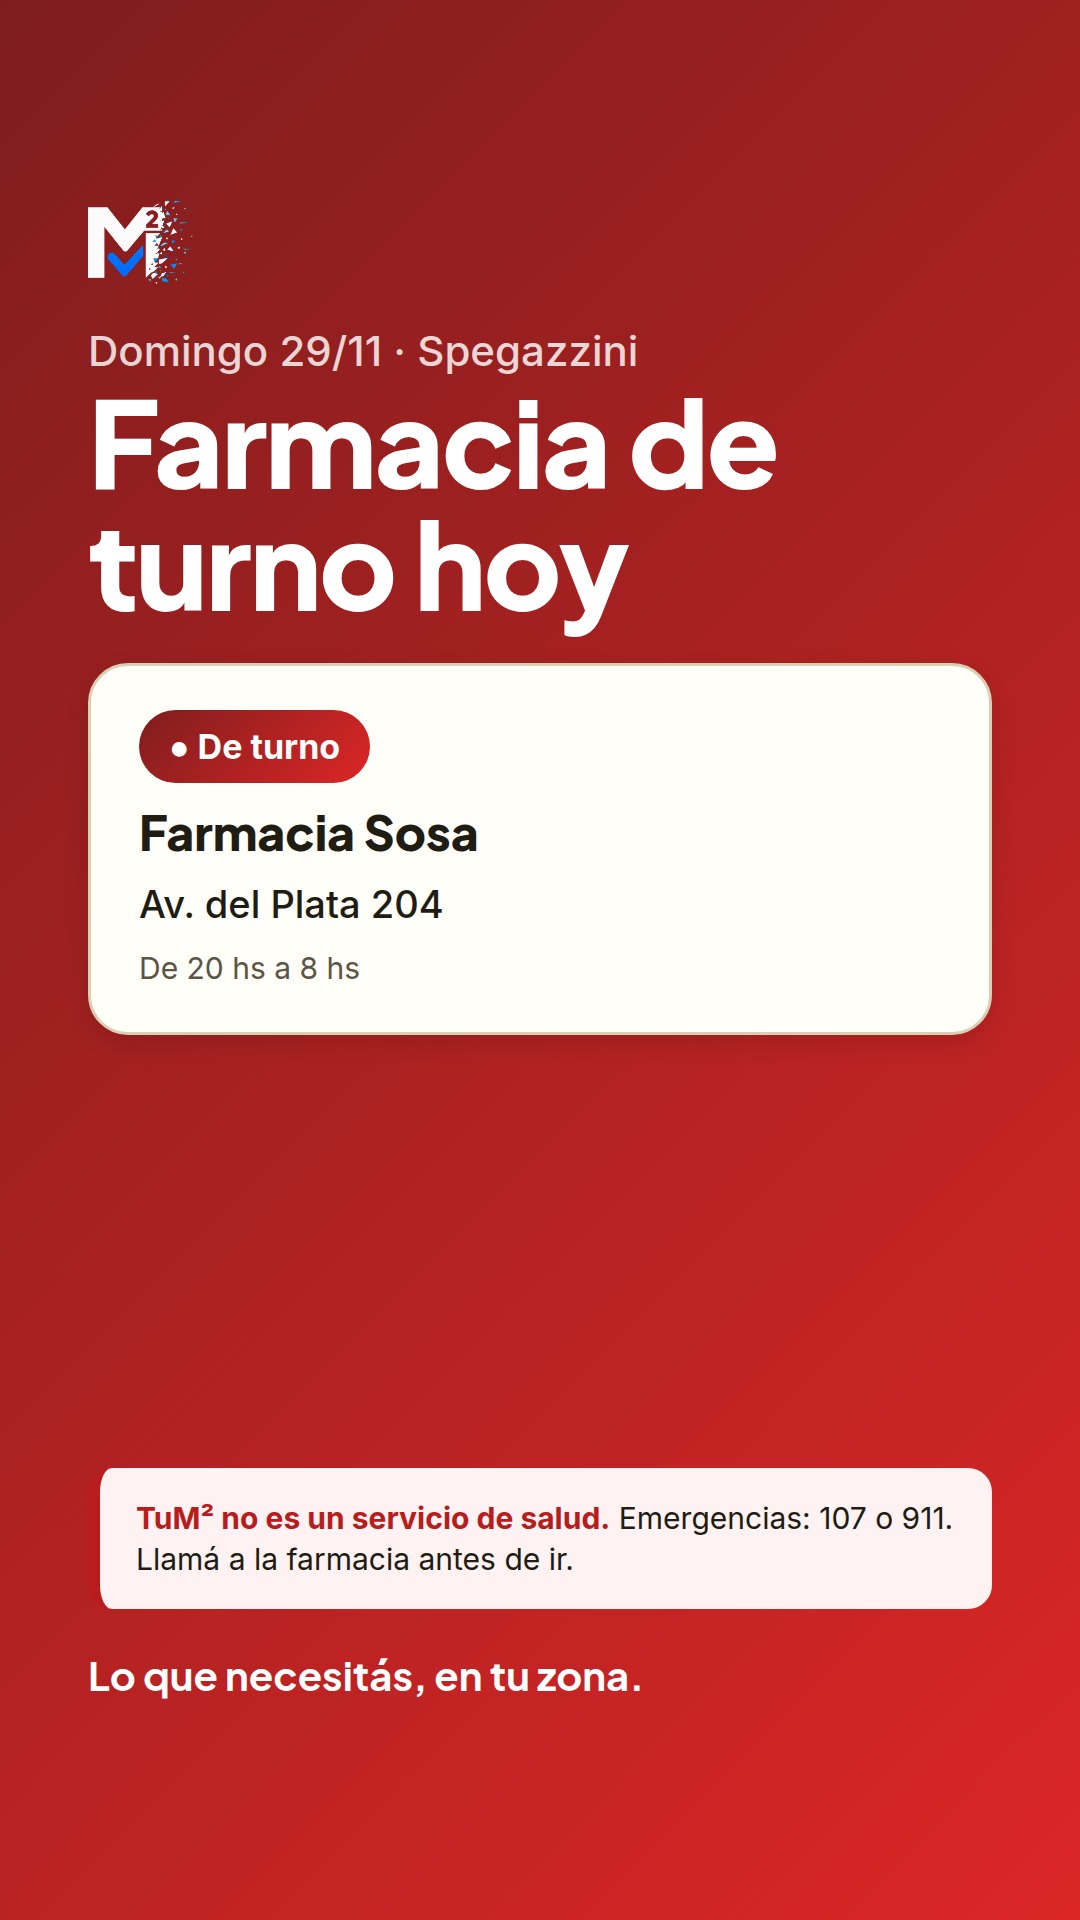 M2
Domingo 29/11 · Spegazzini
Farmacia de
turno hoy
● De turno
Farmacia Sosa
Av. del Plata 204
De 20 hs a 8 hs
TuM² no es un servicio de salud. Emergencias: 107 o 911.
Llamá a la farmacia antes de ir.
Lo que necesitás, en tu zona.